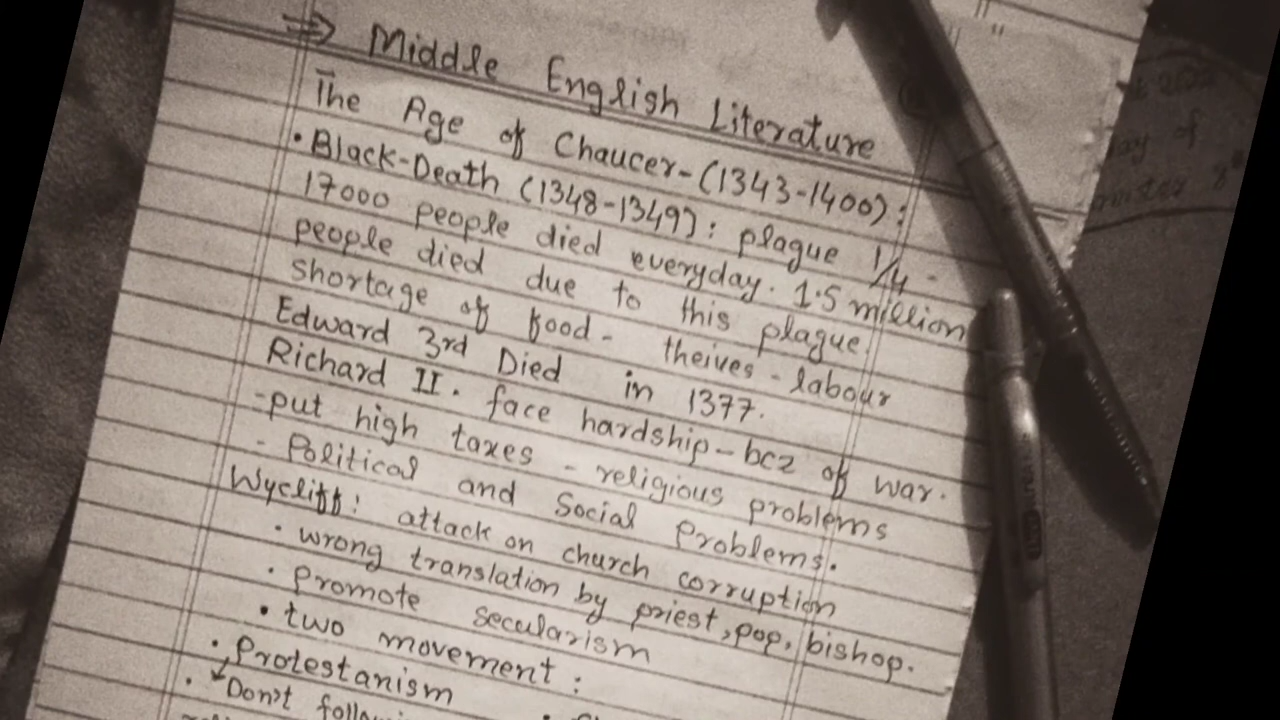 ⇒ Middle English Literature
The Age of Chaucer-(1343-1400):
• Black-Death (1348-1349): plague 1/4 -
17000 people died everyday. 1.5 million
people died due to this plague.
shortage of food - theives - labour
Edward 3rd Died in 1377.
Richard II. face hardship-bcz of war.
-put high taxes - religious problems
- Political and Social Problems.
Wycliff: attack on church corruption
• wrong translation by priest, pop, bishop.
• Promote secularism
• two movement:
• Protestanism
• Don't